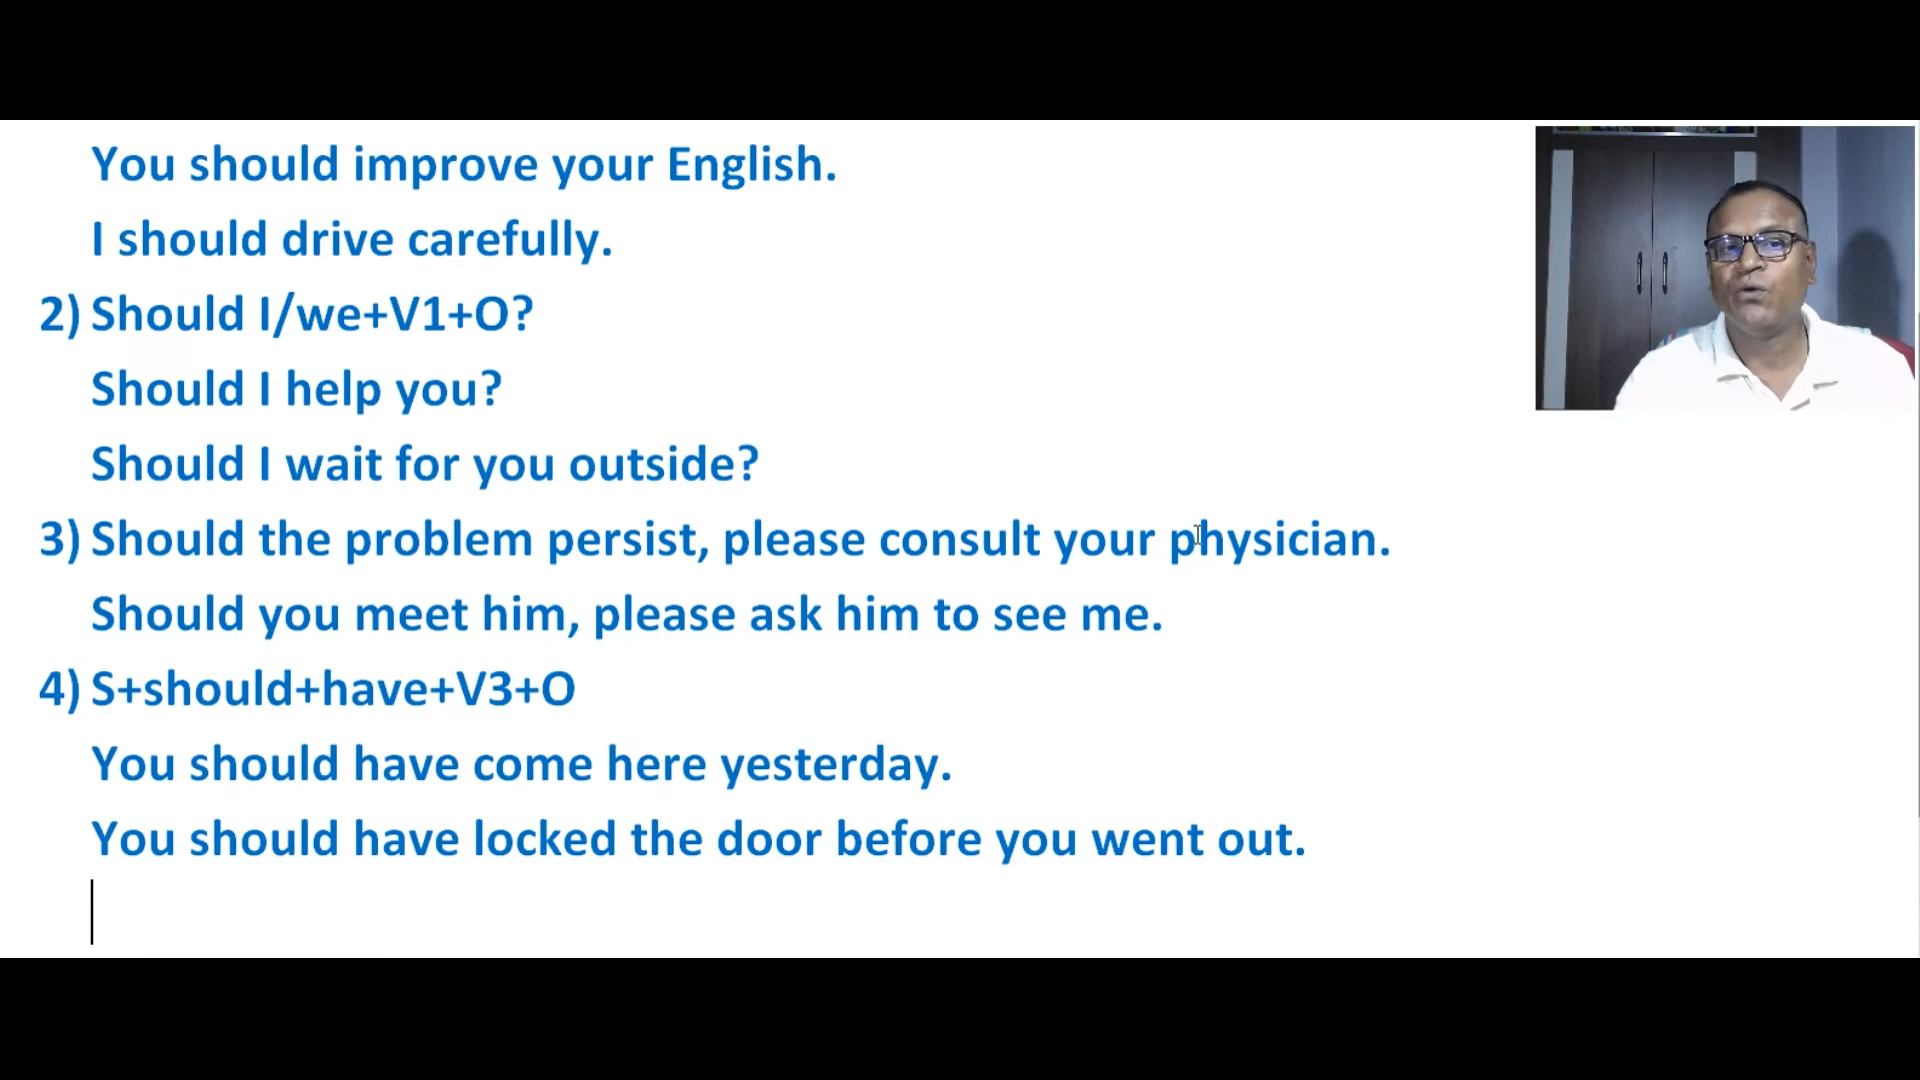 You should improve your English.
I should drive carefully.
2) Should I/we+V1+O?
Should I help you?
Should I wait for you outside?
3) Should the problem persist, please consult your physician.
Should you meet him, please ask him to see me.
4) S+should+have+V3+O
You should have come here yesterday.
You should have locked the door before you went out.